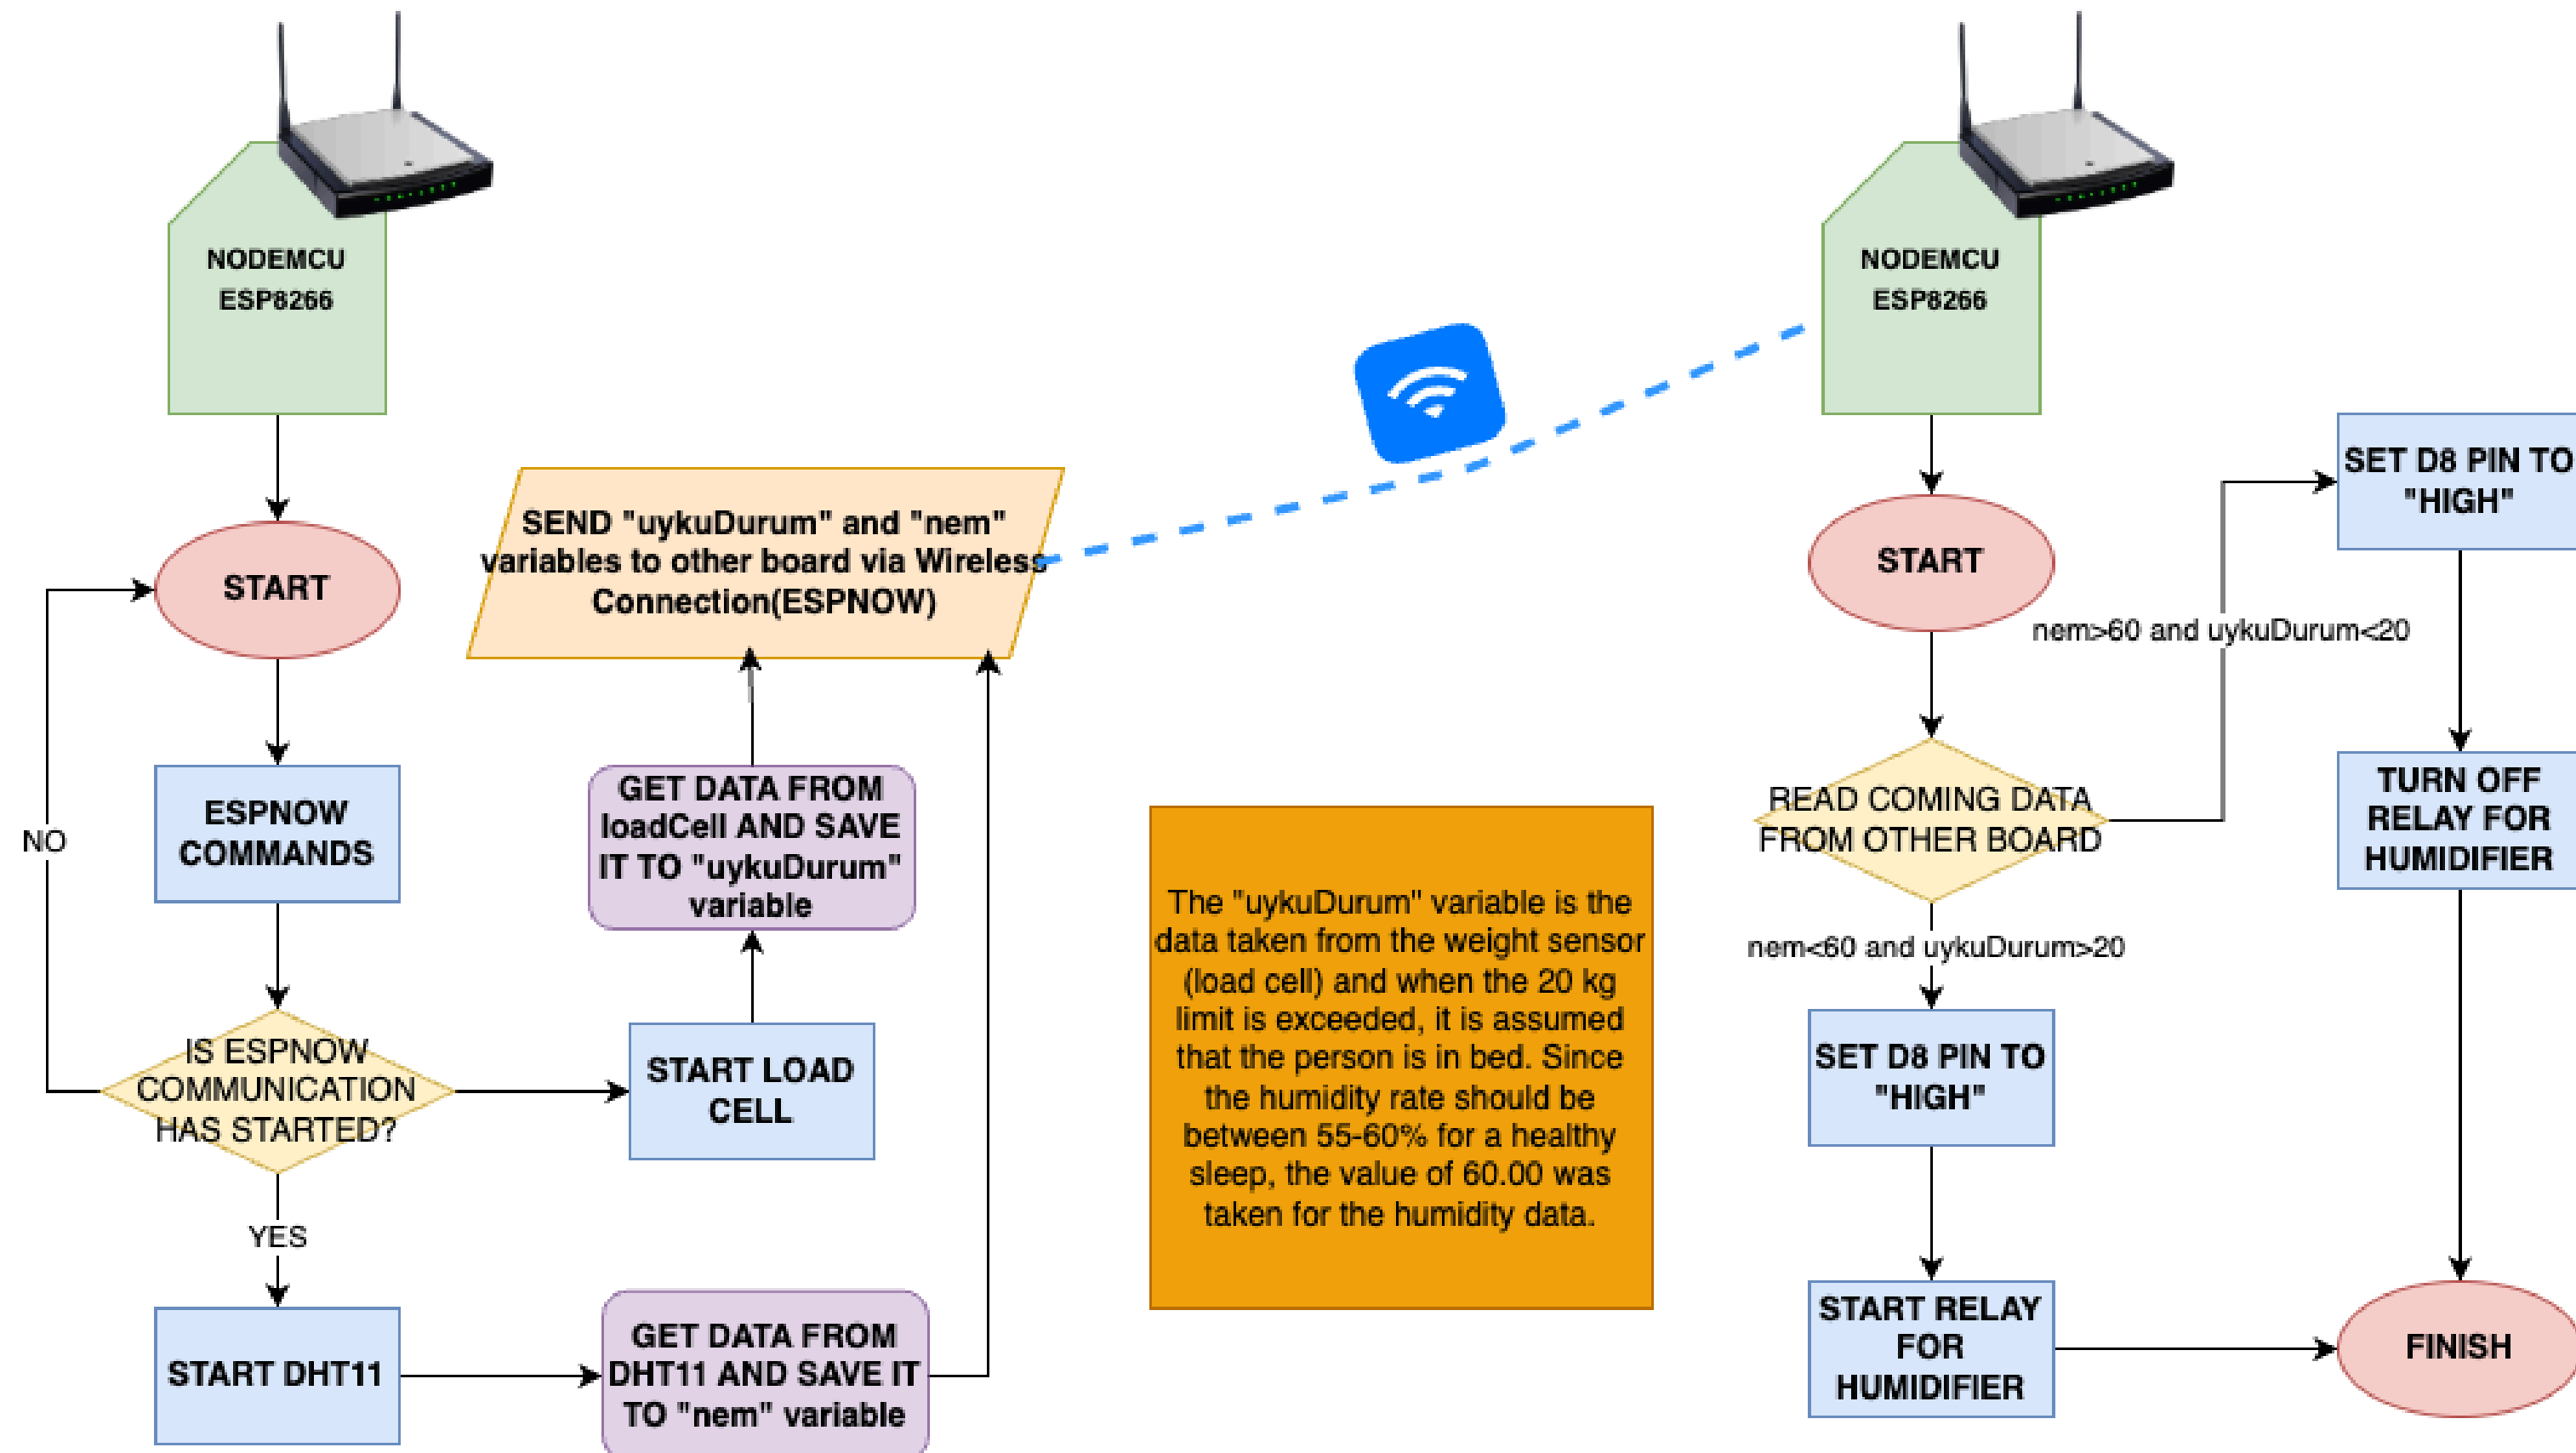 NODEMCU
ESP8266
START
ESPNOW
COMMANDS
NO
IS ESPNOW
COMMUNICATION
HAS STARTED?
YES
START DHT11
SEND "uykuDurum" and "nem"
variables to other board via Wireless
Connection(ESPNOW)
GET DATA FROM
loadCell AND SAVE
IT TO "uykuDurum"
variable
START LOAD
CELL
GET DATA FROM
DHT11 AND SAVE IT
TO "nem" variable
The "uykuDurum" variable is the
data taken from the weight sensor
(load cell) and when the 20 kg
limit is exceeded, it is assumed
that the person is in bed. Since
the humidity rate should be
between 55-60% for a healthy
sleep, the value of 60.00 was
taken for the humidity data.
NODEMCU
ESP8266
START
nem>60 and uykuDurum<20
READ COMING DATA
FROM OTHER BOARD
nem<60 and uykuDurum>20
SET D8 PIN TO
"HIGH"
START RELAY
FOR
HUMIDIFIER
SET D8 PIN TO
"HIGH"
TURN OFF
RELAY FOR
HUMIDIFIER
FINISH